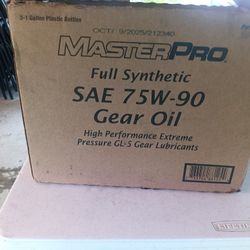 3-1 Gallon Plastic Bottles
OCT/ 9/2025/212340
MASTERPRO
Full Synthetic
SAE 75W-90
Gear Oil
High Performance Extreme
Pressure GL-5 Gear Lubricants